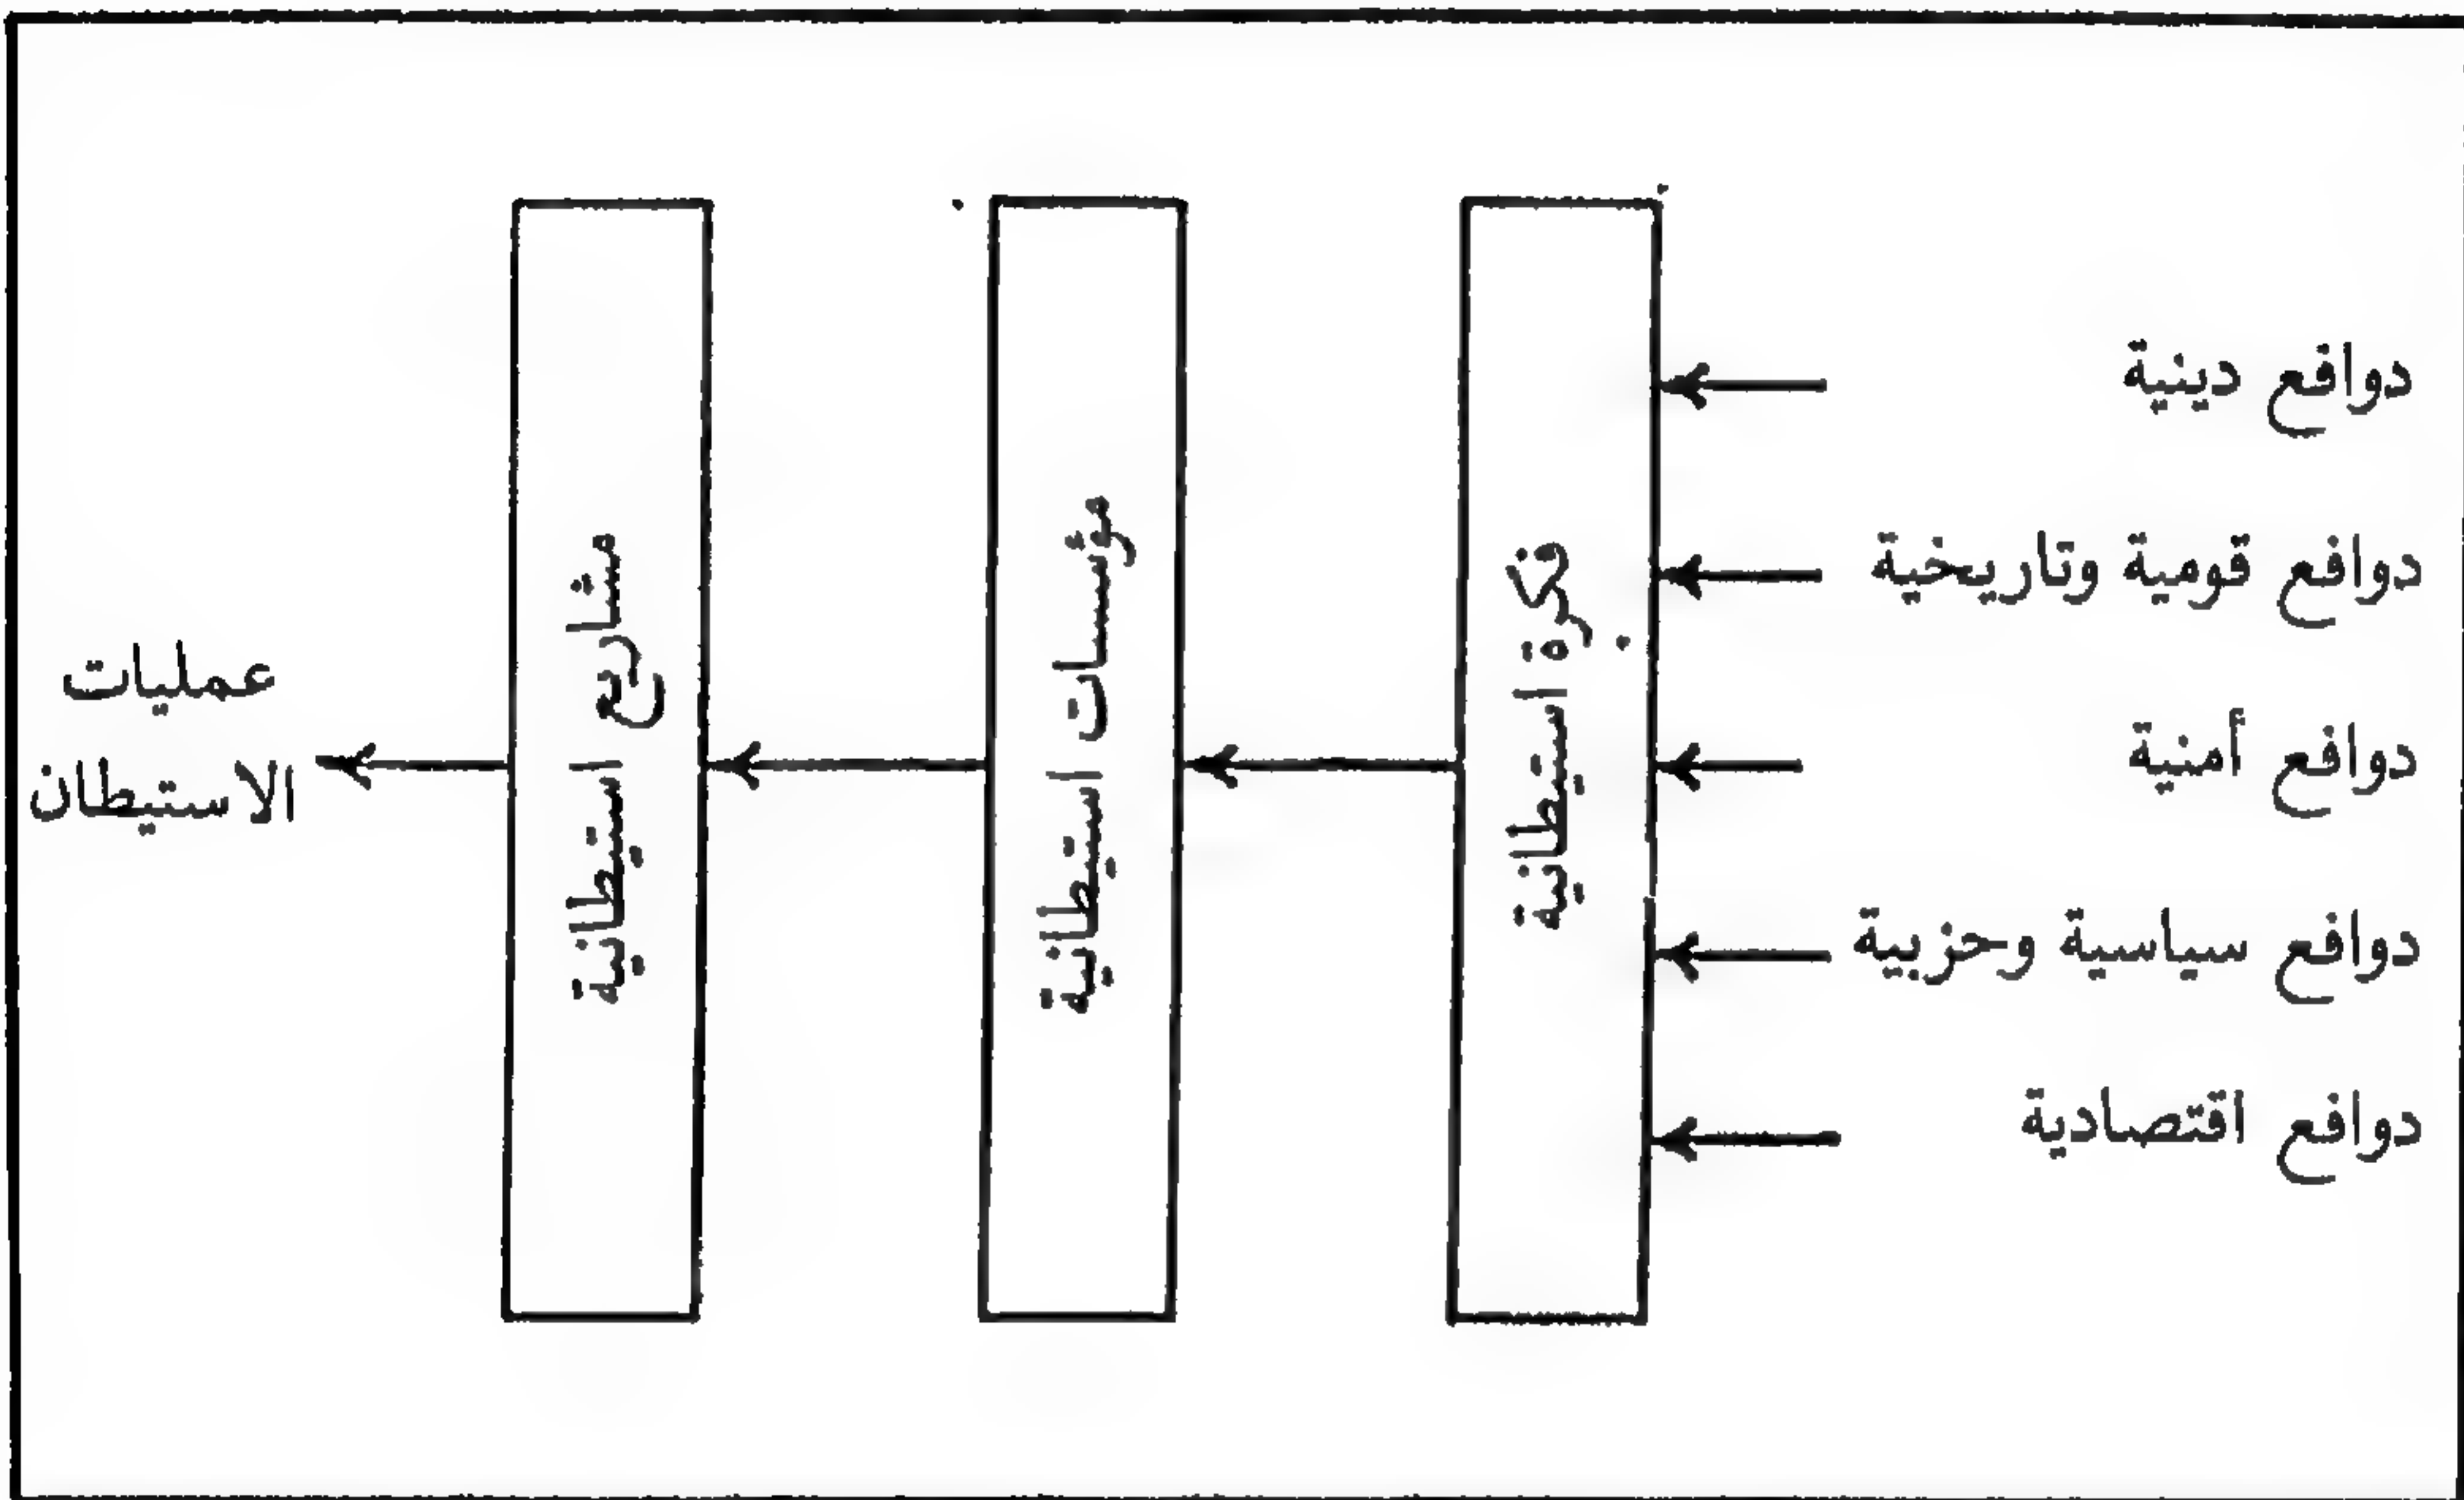 دوافع دينية
دوافع قومية وتاريخية
دوافع أمنية
دوافع سياسية وحزبية
دوافع اقتصادية
فكرة استيطانية
مؤسسات استيطانية
مشاريع استيطانية
عمليات
الاستيطان